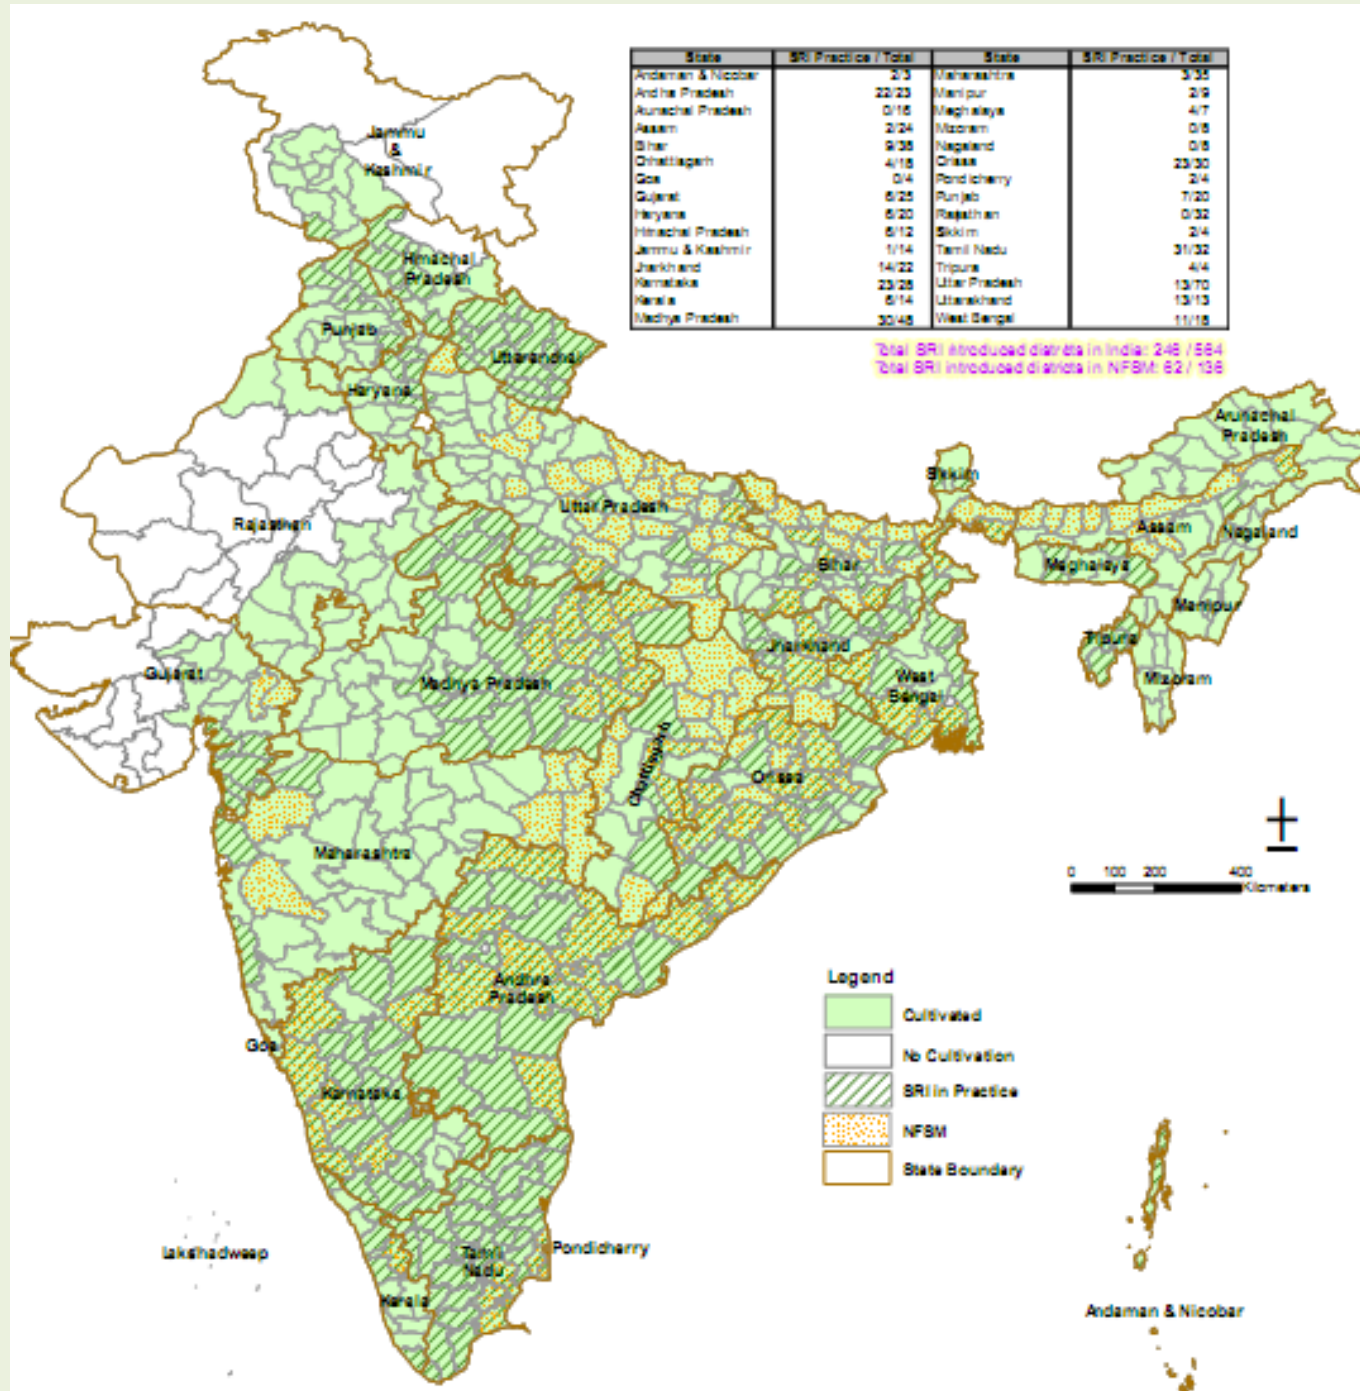 State SRI Practice / Total State SRI Practice / Total
Andaman & Nicobar 2/3 Maharashtra 3/35
Andhra Pradesh 22/23 Manipur 2/9
Arunachal Pradesh 0/16 Meghalaya 4/7
Assam 2/24 Mizoram 0/8
Bihar 9/38 Nagaland 0/8
Chhattisgarh 4/18 Orissa 23/30
Goa 0/4 Pondicherry 2/4
Gujarat 6/25 Punjab 7/20
Haryana 6/20 Rajasthan 0/32
Himachal Pradesh 6/12 Sikkim 2/4
Jammu & Kashmir 1/14 Tamil Nadu 31/32
Jharkhand 14/22 Tripura 4/4
Karnataka 23/28 Uttar Pradesh 13/70
Kerala 6/14 Uttarakhand 13/13
Madhya Pradesh 30/48 West Bengal 11/18
Total SRI introduced districts in India: 246 / 564
Total SRI introduced districts in NFSM: 62 / 136
Jammu
&
Kashmir
Himachal
Pradesh
Punjab
Uttaranchal
Haryana
Arunachal
Pradesh
Sikkim
Rajasthan
Uttar Pradesh
Assam
Nagaland
Bihar
Meghalaya
Manipur
Jharkhand
Tripura
Gujarat
Madhya Pradesh
West
Bengal
Mizoram
Chattisgarh
Orissa
Maharashtra
0 100 200 400
Kilometers
Andhra
Pradesh
Goa
Karnataka
Legend
Cultivated
No Cultivation
SRI in Practice
NFSM
State Boundary
Lakshadweep
Tamil
Nadu
Pondicherry
Kerala
Andaman & Nicobar